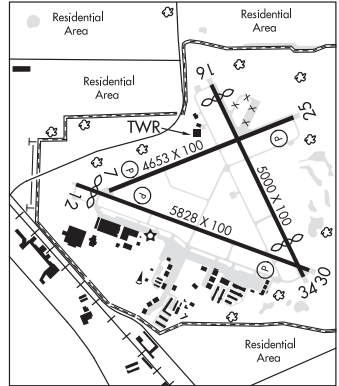 Residential
Area
Residential
Area
Residential
Area
16
25
TWR
P
4653 X 100
P
7
12
P
5000 X 100
5828 X 100
P
34
30
Residential
Area